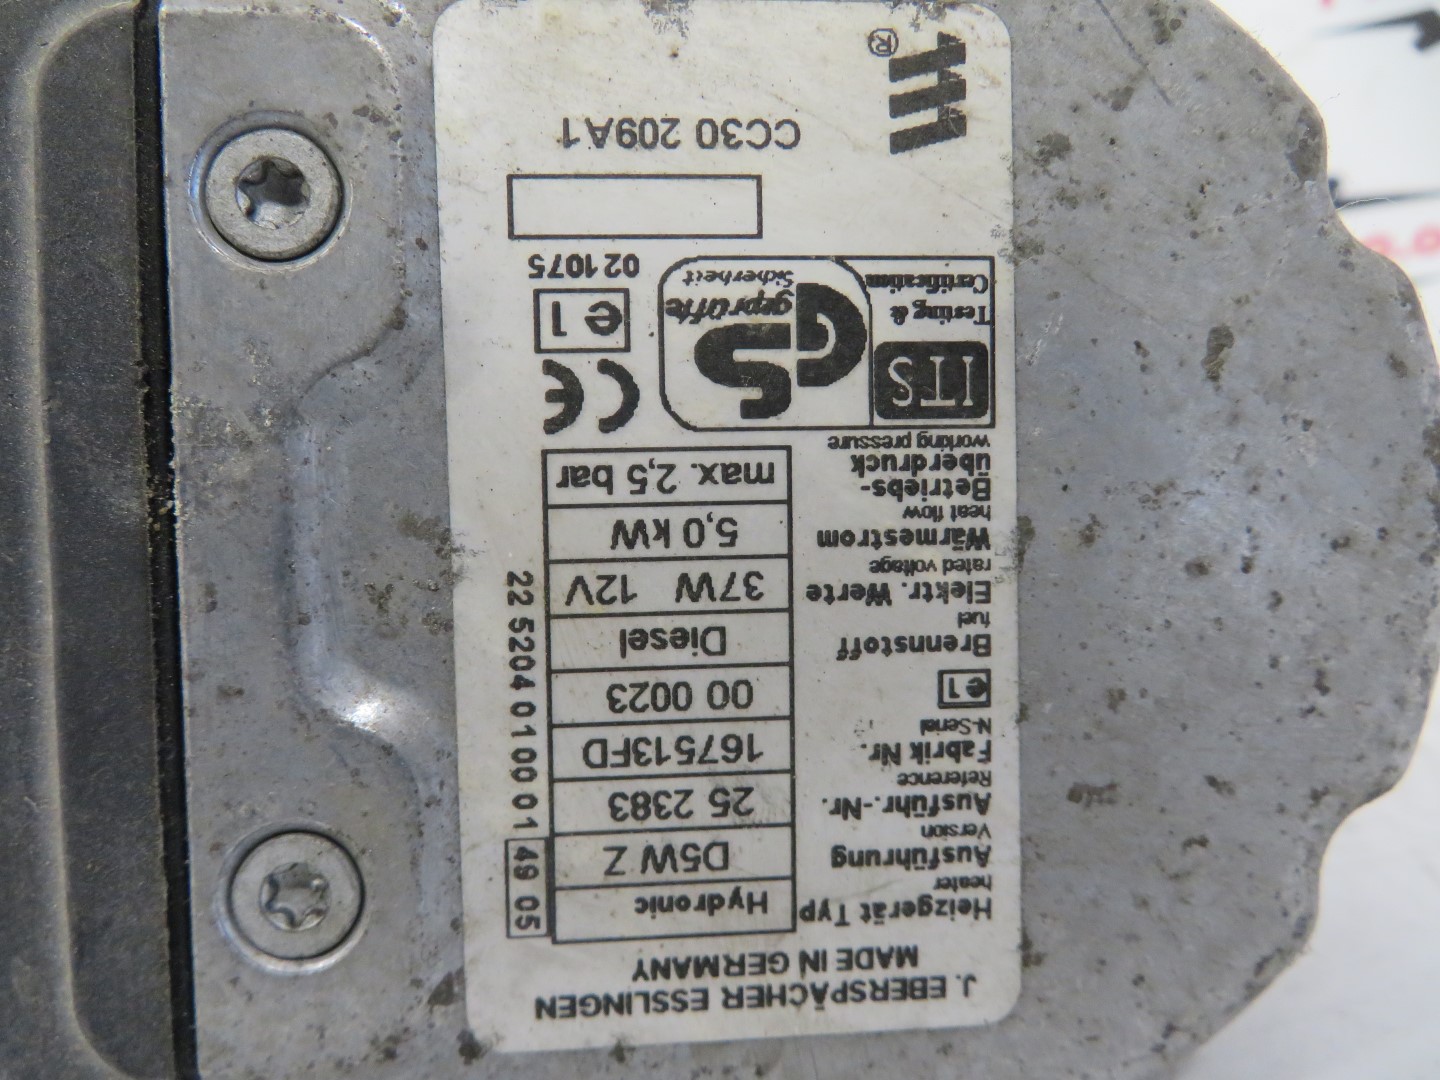 J. EBERSPÄCHER ESSLINGEN
MADE IN GERMANY
Heizgerät Typ Hydronic
heater
Ausführung D5W Z
Version
Ausführ.-Nr. 25 2383
Reference
Fabrik Nr. 167513FD
N-Serial
e1 00 0023
Brennstoff Diesel
fuel
Elektr. Werte 37W 12V
rated voltage
Wärmestrom 5,0 kW
heat flow
Betriebs-
überdruck max. 2,5 bar
working pressure
22 5204 01 00 01 49 05
ITS
Testing &
Certification
GS
geprüfte
Sicherheit
CE
e1
021075
CC30 209A1
®